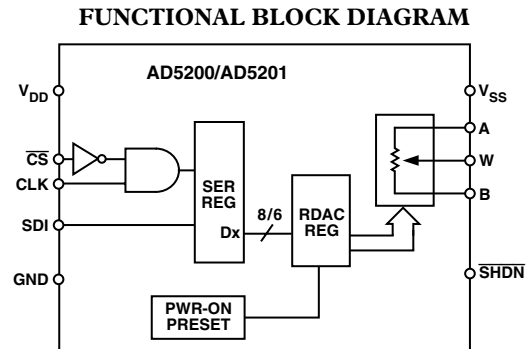 FUNCTIONAL BLOCK DIAGRAM
AD5200/AD5201
VDD
VSS
CS
CLK
SDI
GND
SER
REG
Dx
8/6
RDAC
REG
A
W
B
SHDN
PWR-ON
PRESET